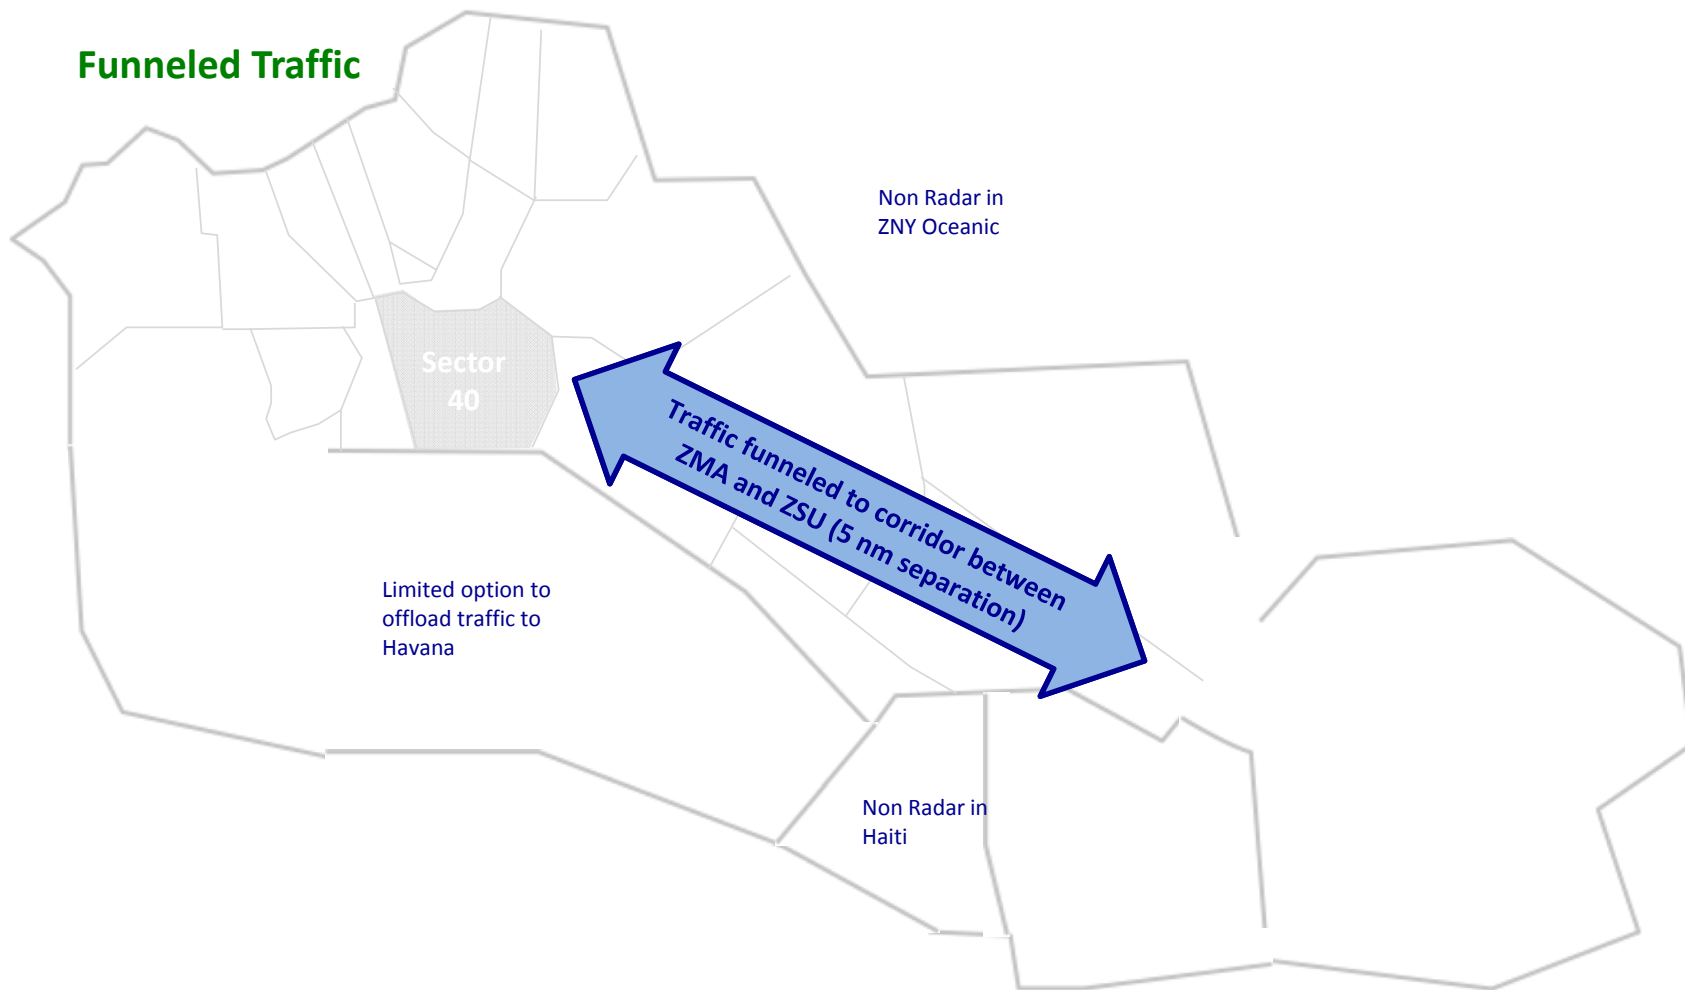 Funneled Traffic
Non Radar in
ZNY Oceanic
Sector
40
Traffic funneled to corridor between
ZMA and ZSU (5 nm separation)
Limited option to
offload traffic to
Havana
Non Radar in
Haiti